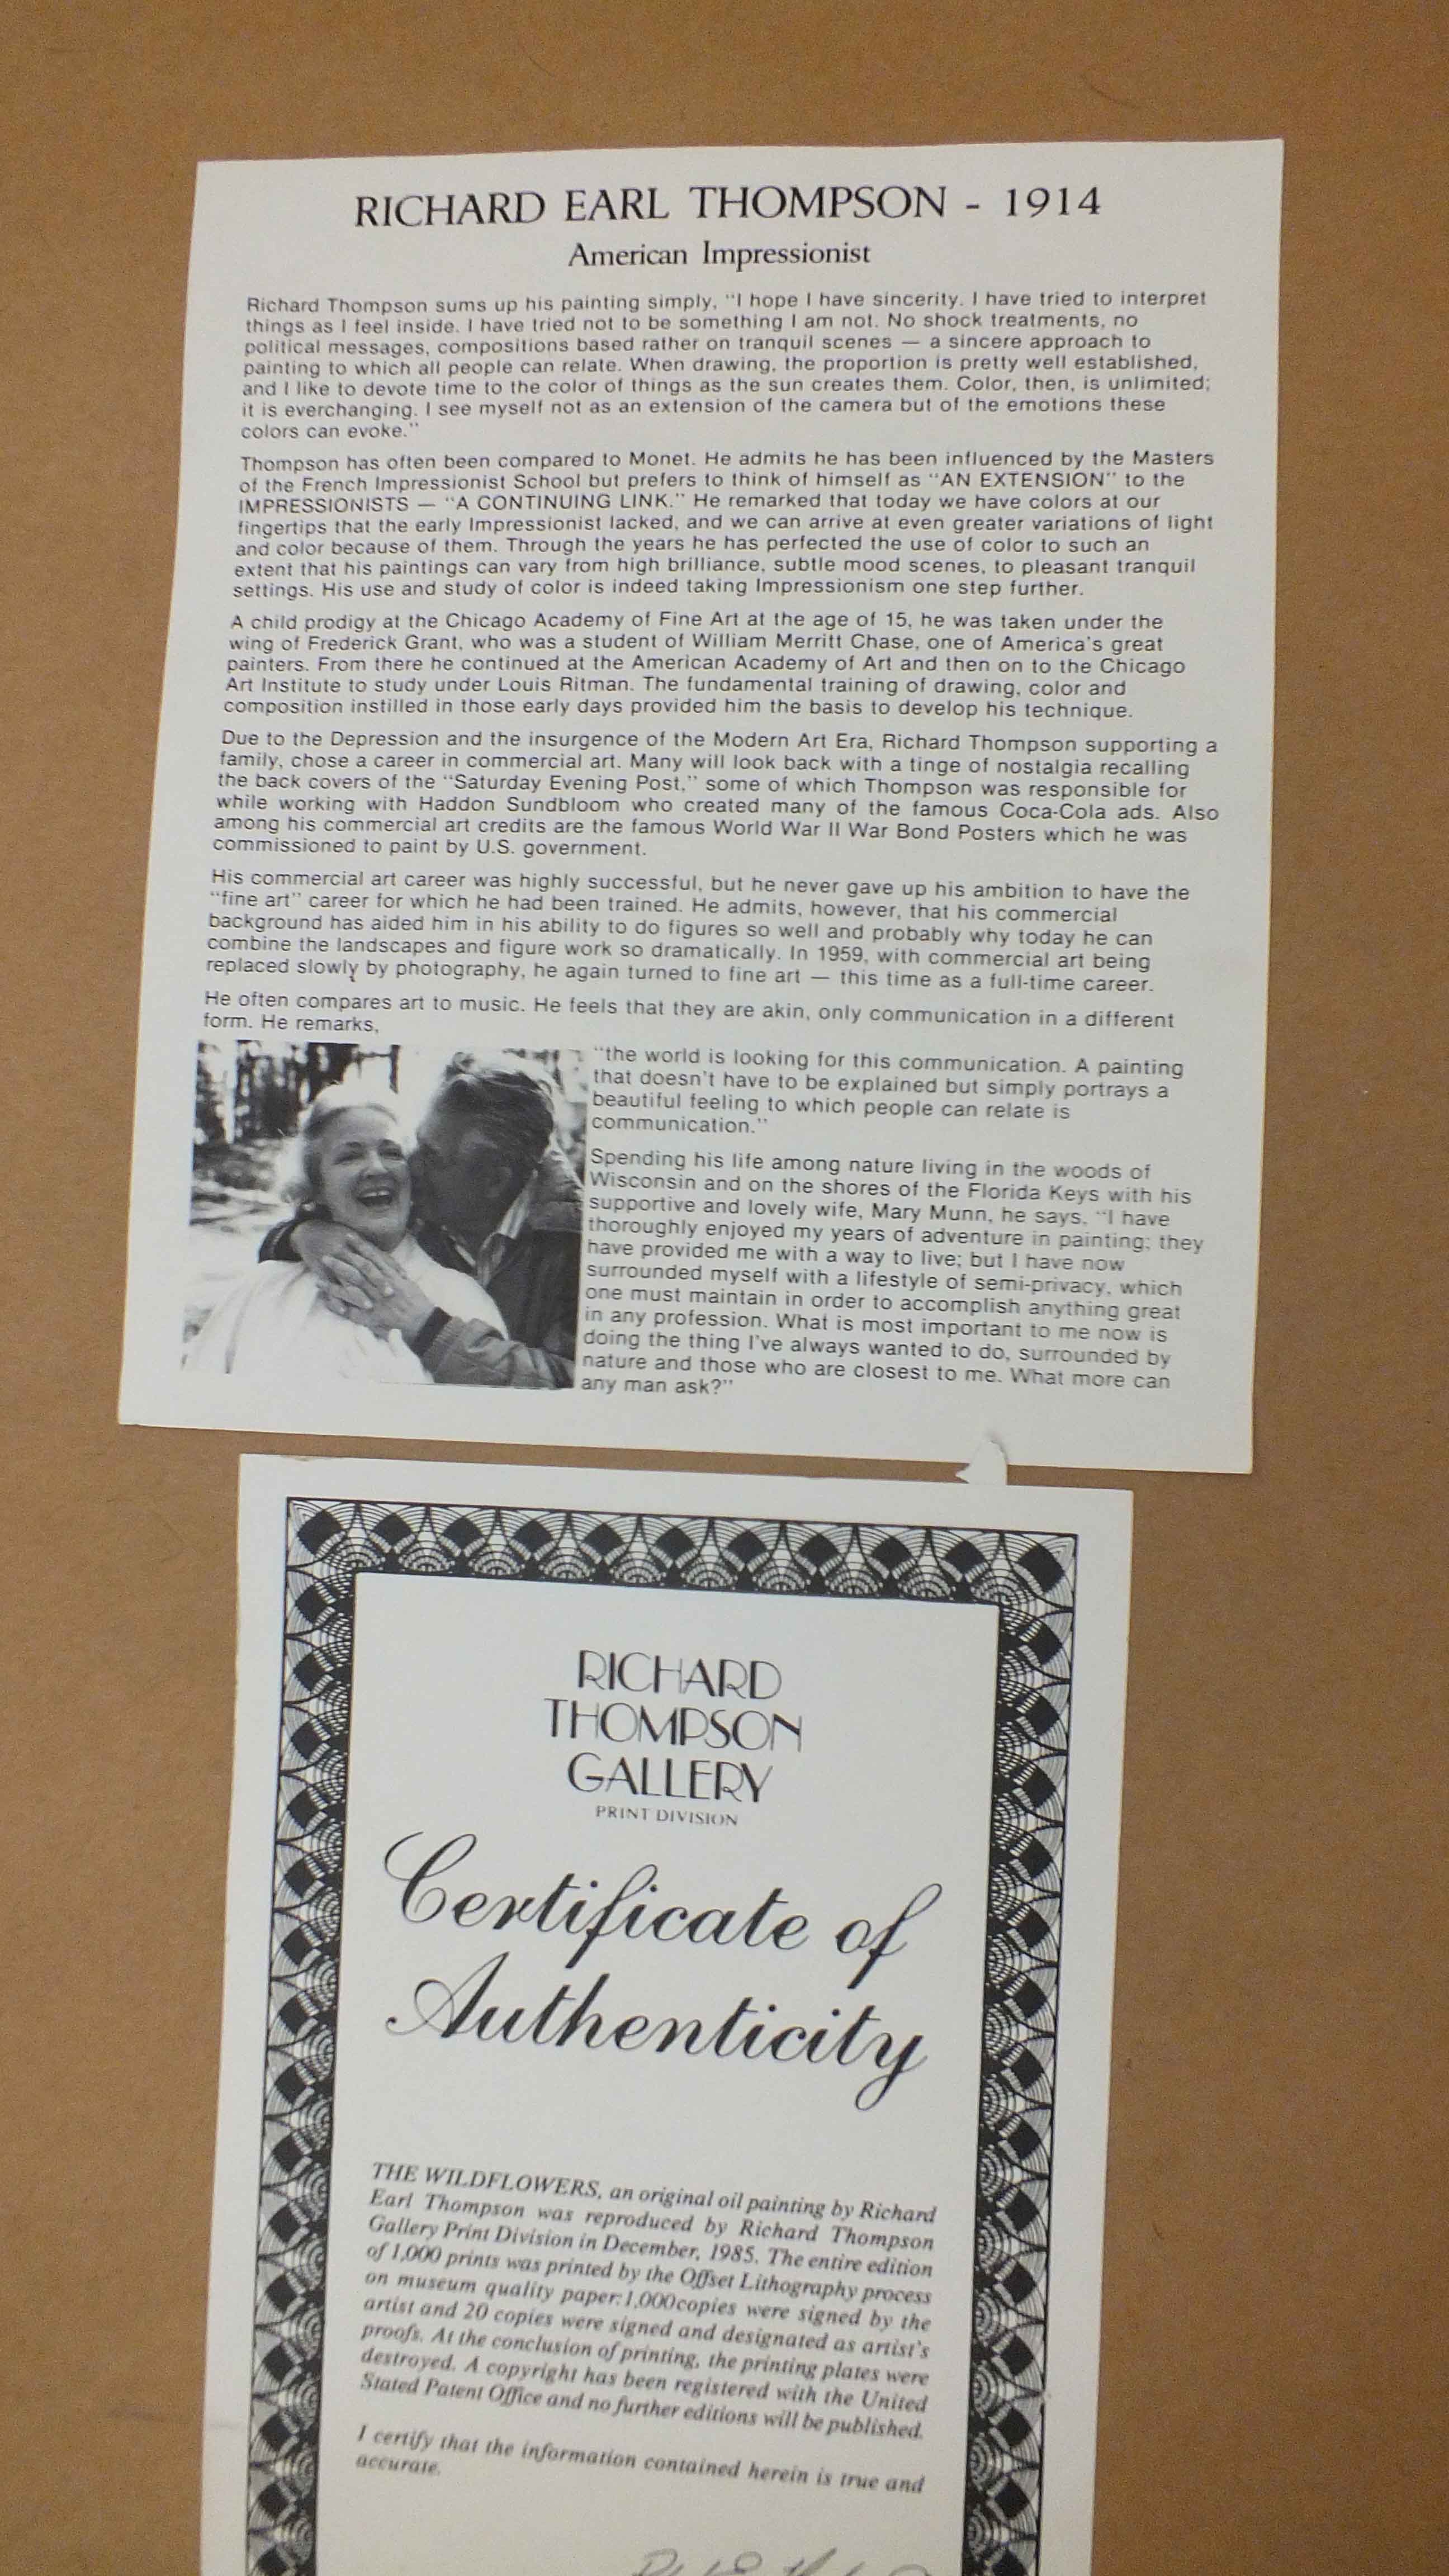 RICHARD EARL THOMPSON - 1914
American Impressionist
Richard Thompson sums up his painting simply, "I hope I have sincerity. I have tried to interpret
things as I feel inside. I have tried not to be something I am not. No shock treatments, no
political messages, compositions based rather on tranquil scenes — a sincere approach to
painting to which all people can relate. When drawing, the proportion is pretty well established,
and I like to devote time to the color of things as the sun creates them. Color, then, is unlimited;
it is everchanging. I see myself not as an extension of the camera but of the emotions these
colors can evoke."
Thompson has often been compared to Monet. He admits he has been influenced by the Masters
of the French Impressionist School but prefers to think of himself as "AN EXTENSION" to the
IMPRESSIONISTS — "A CONTINUING LINK." He remarked that today we have colors at our
fingertips that the early Impressionist lacked, and we can arrive at even greater variations of light
and color because of them. Through the years he has perfected the use of color to such an
extent that his paintings can vary from high brilliance, subtle mood scenes, to pleasant tranquil
settings. His use and study of color is indeed taking Impressionism one step further.
A child prodigy at the Chicago Academy of Fine Art at the age of 15, he was taken under the
wing of Frederick Grant, who was a student of William Merritt Chase, one of America's great
painters. From there he continued at the American Academy of Art and then on to the Chicago
Art Institute to study under Louis Ritman. The fundamental training of drawing, color and
composition instilled in those early days provided him the basis to develop his technique.
Due to the Depression and the insurgence of the Modern Art Era, Richard Thompson supporting a
family, chose a career in commercial art. Many will look back with a tinge of nostalgia recalling
the back covers of the "Saturday Evening Post," some of which Thompson was responsible for
while working with Haddon Sundbloom who created many of the famous Coca-Cola ads. Also
among his commercial art credits are the famous World War II War Bond Posters which he was
commissioned to paint by U.S. government.
His commercial art career was highly successful, but he never gave up his ambition to have the
"fine art" career for which he had been trained. He admits, however, that his commercial
background has aided him in his ability to do figures so well and probably why today he can
combine the landscapes and figure work so dramatically. In 1959, with commercial art being
replaced slowly by photography, he again turned to fine art — this time as a full-time career.
He often compares art to music. He feels that they are akin, only communication in a different
form. He remarks,
"the world is looking for this communication. A painting
that doesn't have to be explained but simply portrays a
beautiful feeling to which people can relate is
communication."
Spending his life among nature living in the woods of
Wisconsin and on the shores of the Florida Keys with his
supportive and lovely wife, Mary Munn, he says, "I have
thoroughly enjoyed my years of adventure in painting; they
have provided me with a way to live; but I have now
surrounded myself with a lifestyle of semi-privacy, which
one must maintain in order to accomplish anything great
in any profession. What is most important to me now is
doing the thing I've always wanted to do, surrounded by
nature and those who are closest to me. What more can
any man ask?"
RICHARD
THOMPSON
GALLERY
PRINT DIVISION
Certificate of
Authenticity
THE WILDFLOWERS, an original oil painting by Richard
Earl Thompson was reproduced by Richard Thompson
Gallery Print Division in December, 1985. The entire edition
of 1,000 prints was printed by the Offset Lithography process
on museum quality paper:1,000copies were signed by the
artist and 20 copies were signed and designated as artist's
proofs. At the conclusion of printing, the printing plates were
destroyed. A copyright has been registered with the United
Stated Patent Office and no further editions will be published.
I certify that the information contained herein is true and
accurate.